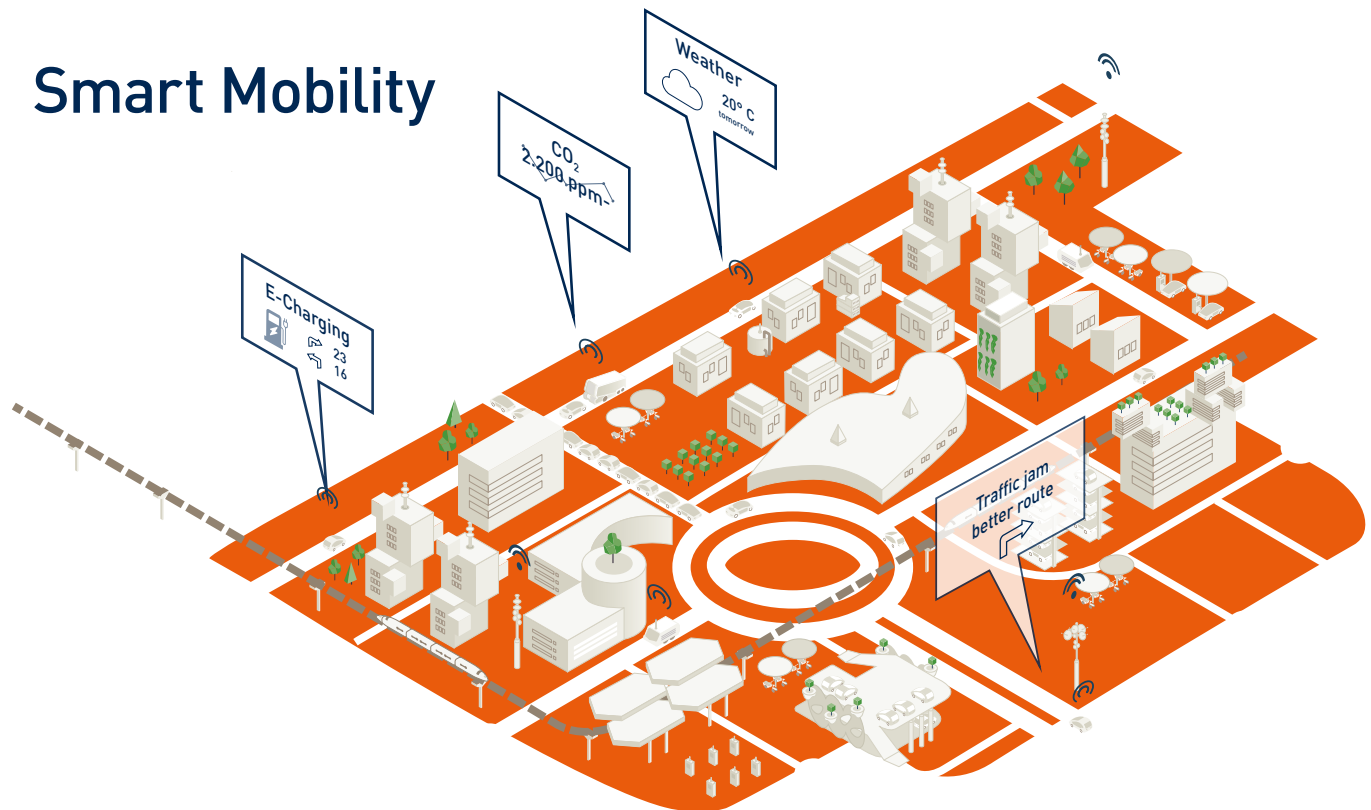 Smart Mobility
Weather
20° C
tomorrow
CO₂
2.200 ppm-
E-Charging
23
16
Traffic jam
better route